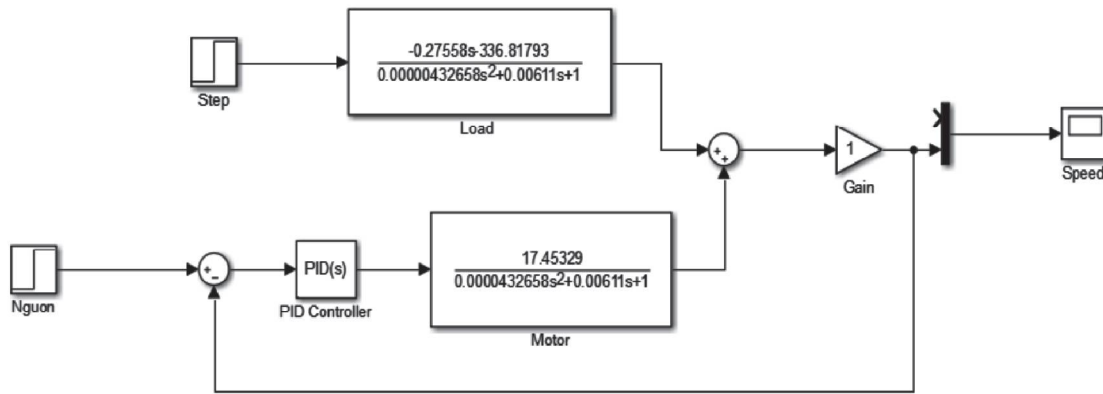 -0.27558s-336.81793
0.00000432658s²+0.00611s+1
Step
Load
+
+
1
Gain
Speed
Nguon
+
−
PID(s)
PID Controller
17.45329
0.0000432658s²+0.00611s+1
Motor